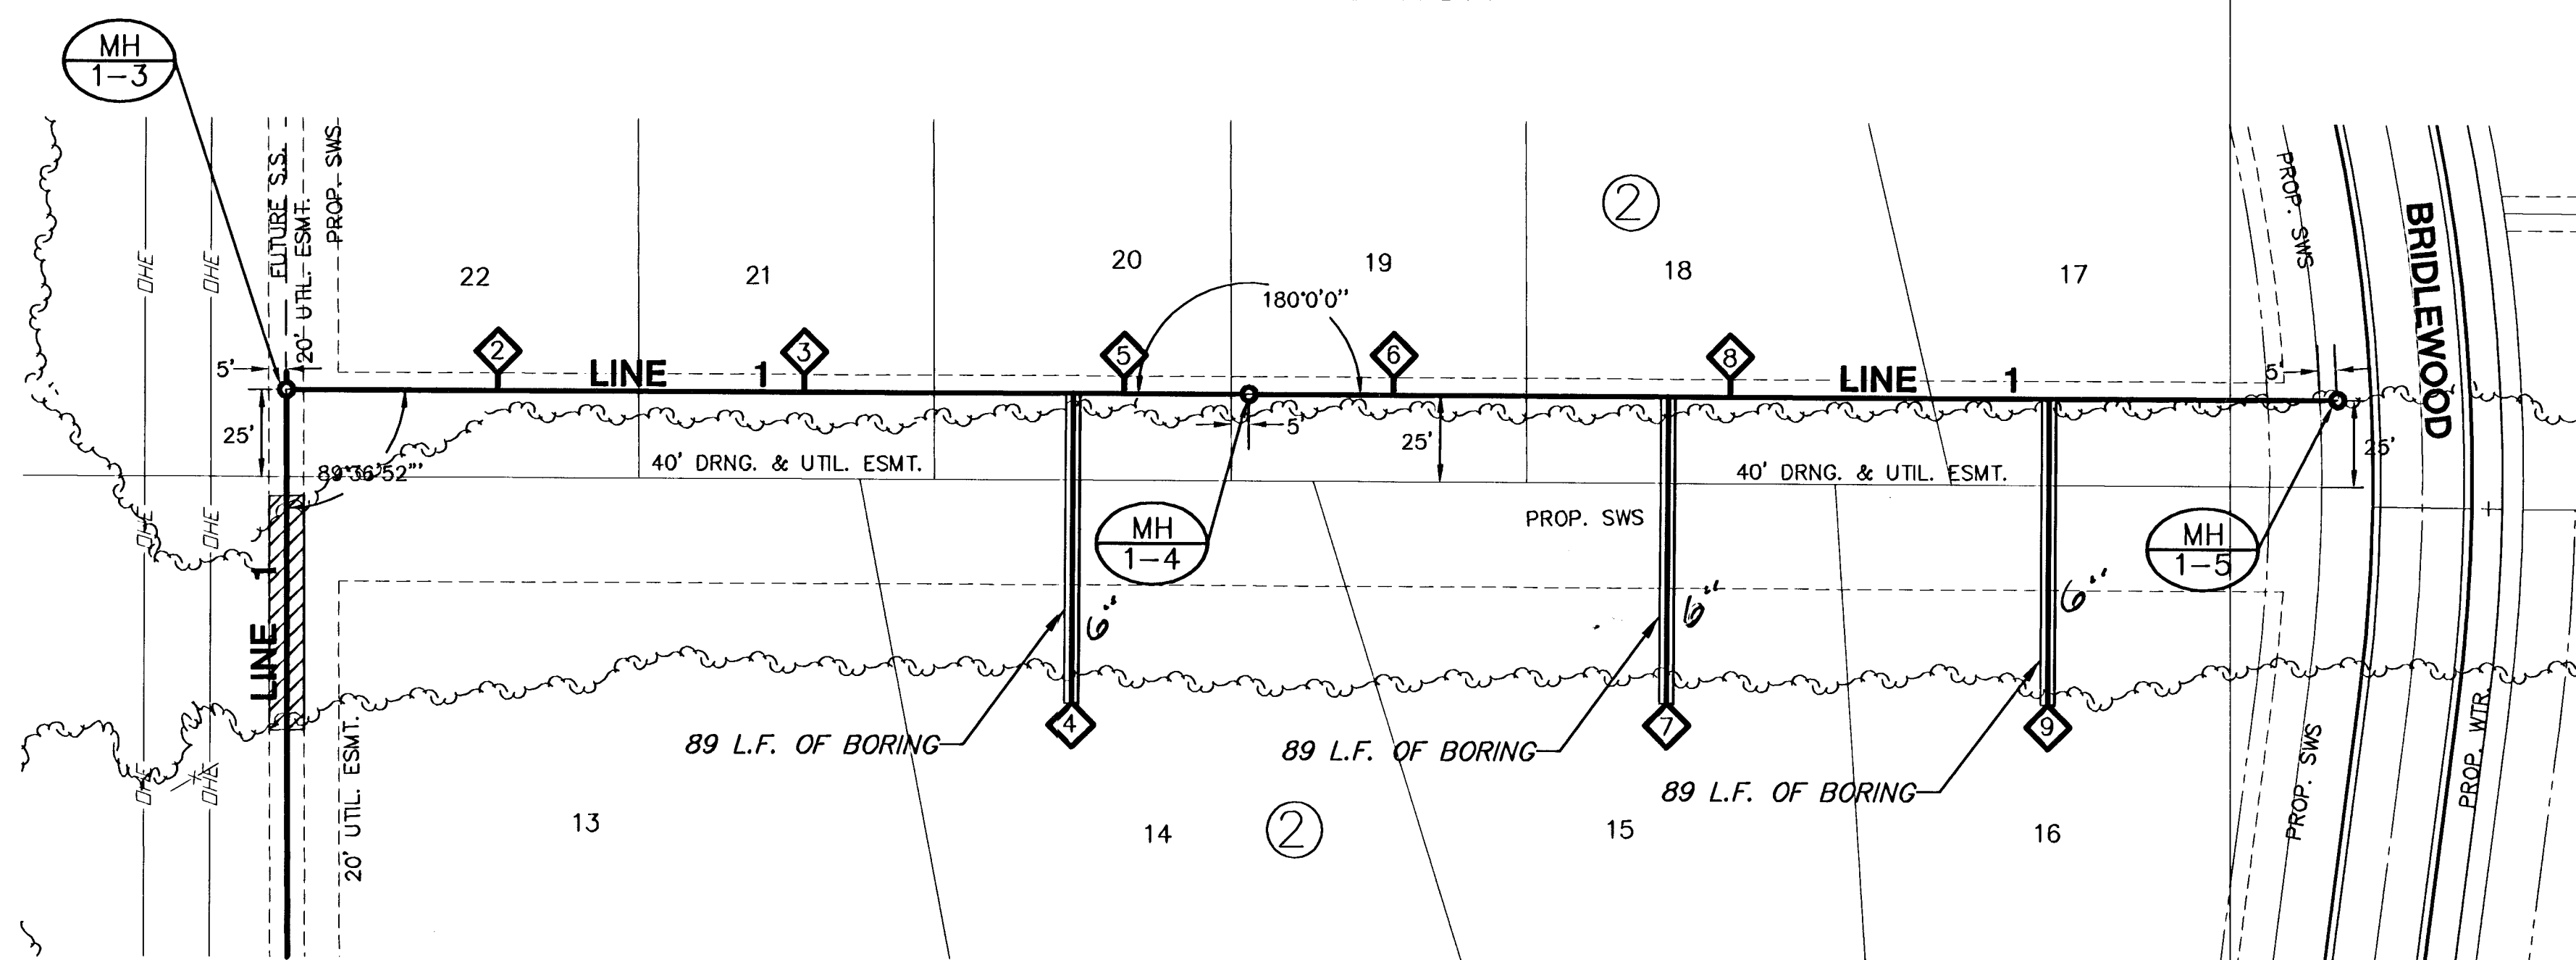 MH
1-3
FUTURE S.S.
20' UTIL. ESMT.
PROP. SWS
OHE
OHE
22
21
20
19
18
17
2
180°0'0"
PROP. SWS
BRIDLEWOOD
2
3
5
6
8
5'
LINE 1
LINE 1
5'
25'
89°36'52"
40' DRNG. & UTIL. ESMT.
5'
25'
40' DRNG. & UTIL. ESMT.
25'
OHE
OHE
MH
1-4
PROP. SWS
MH
1-5
LINE 1
6"
6"
6"
4
7
9
89 L.F. OF BORING
89 L.F. OF BORING
89 L.F. OF BORING
OHE
OHE
20' UTIL. ESMT.
13
14
2
15
16
PROP. SWS
PROP. WTR.